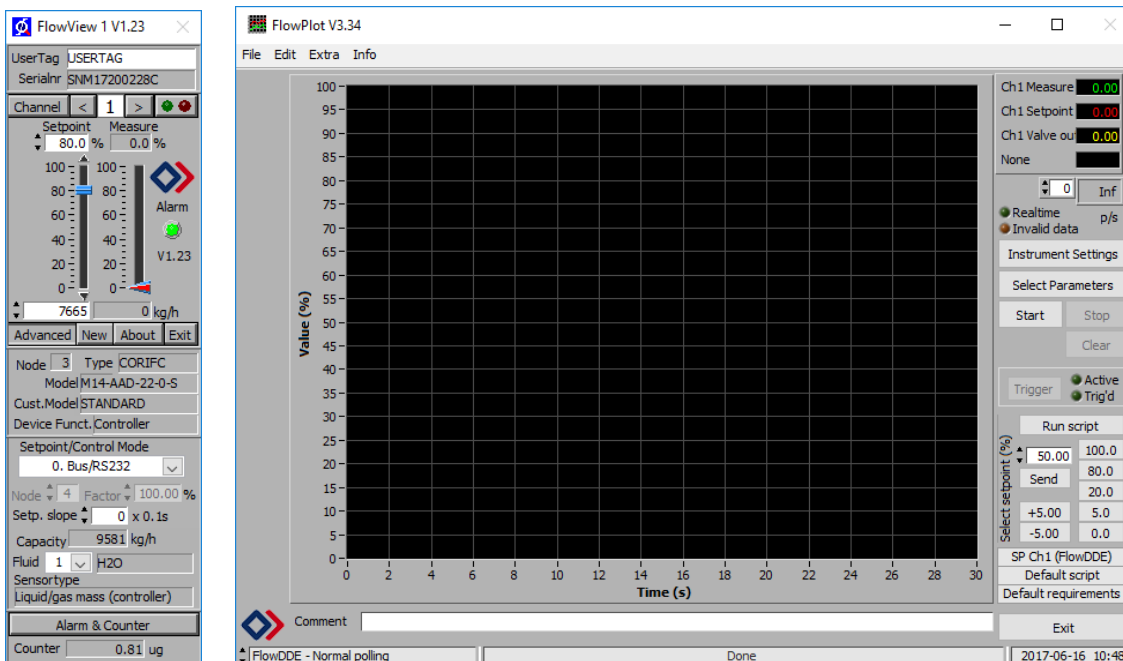 FlowView 1 V1.23
UserTag USERTAG
Serialnr SNM17200228C
Channel < 1 >
Setpoint Measure
80.0 % 0.0 %
100 100
80 80
60 60
40 40
20 20
0 0
Alarm
V1.23
7665 0 kg/h
Advanced New About Exit
Node 3 Type CORIFC
Model M14-AAD-22-0-S
Cust.Model STANDARD
Device Funct. Controller
Setpoint/Control Mode
0. Bus/RS232
Node 4 Factor 100.00 %
Setp. slope 0 x 0.1s
Capacity 9581 kg/h
Fluid 1 H2O
Sensortype
Liquid/gas mass (controller)
Alarm & Counter
Counter 0.81 ug
FlowPlot V3.34
File Edit Extra Info
Value (%)
100
95
90
85
80
75
70
65
60
55
50
45
40
35
30
25
20
15
10
5
0
0 2 4 6 8 10 12 14 16 18 20 22 24 26 28 30
Time (s)
Ch1 Measure 0.00
Ch1 Setpoint 0.00
Ch1 Valve ou 0.00
None
0 Inf
Realtime p/s
Invalid data
Instrument Settings
Select Parameters
Start Stop
Clear
Trigger Active
Trig'd
Run script
Select setpoint (%)
50.00 100.0
Send 80.0
20.0
+5.00 5.0
-5.00 0.0
SP Ch1 (FlowDDE)
Default script
Default requirements
Comment
Exit
FlowDDE - Normal polling Done 2017-06-16 10:48